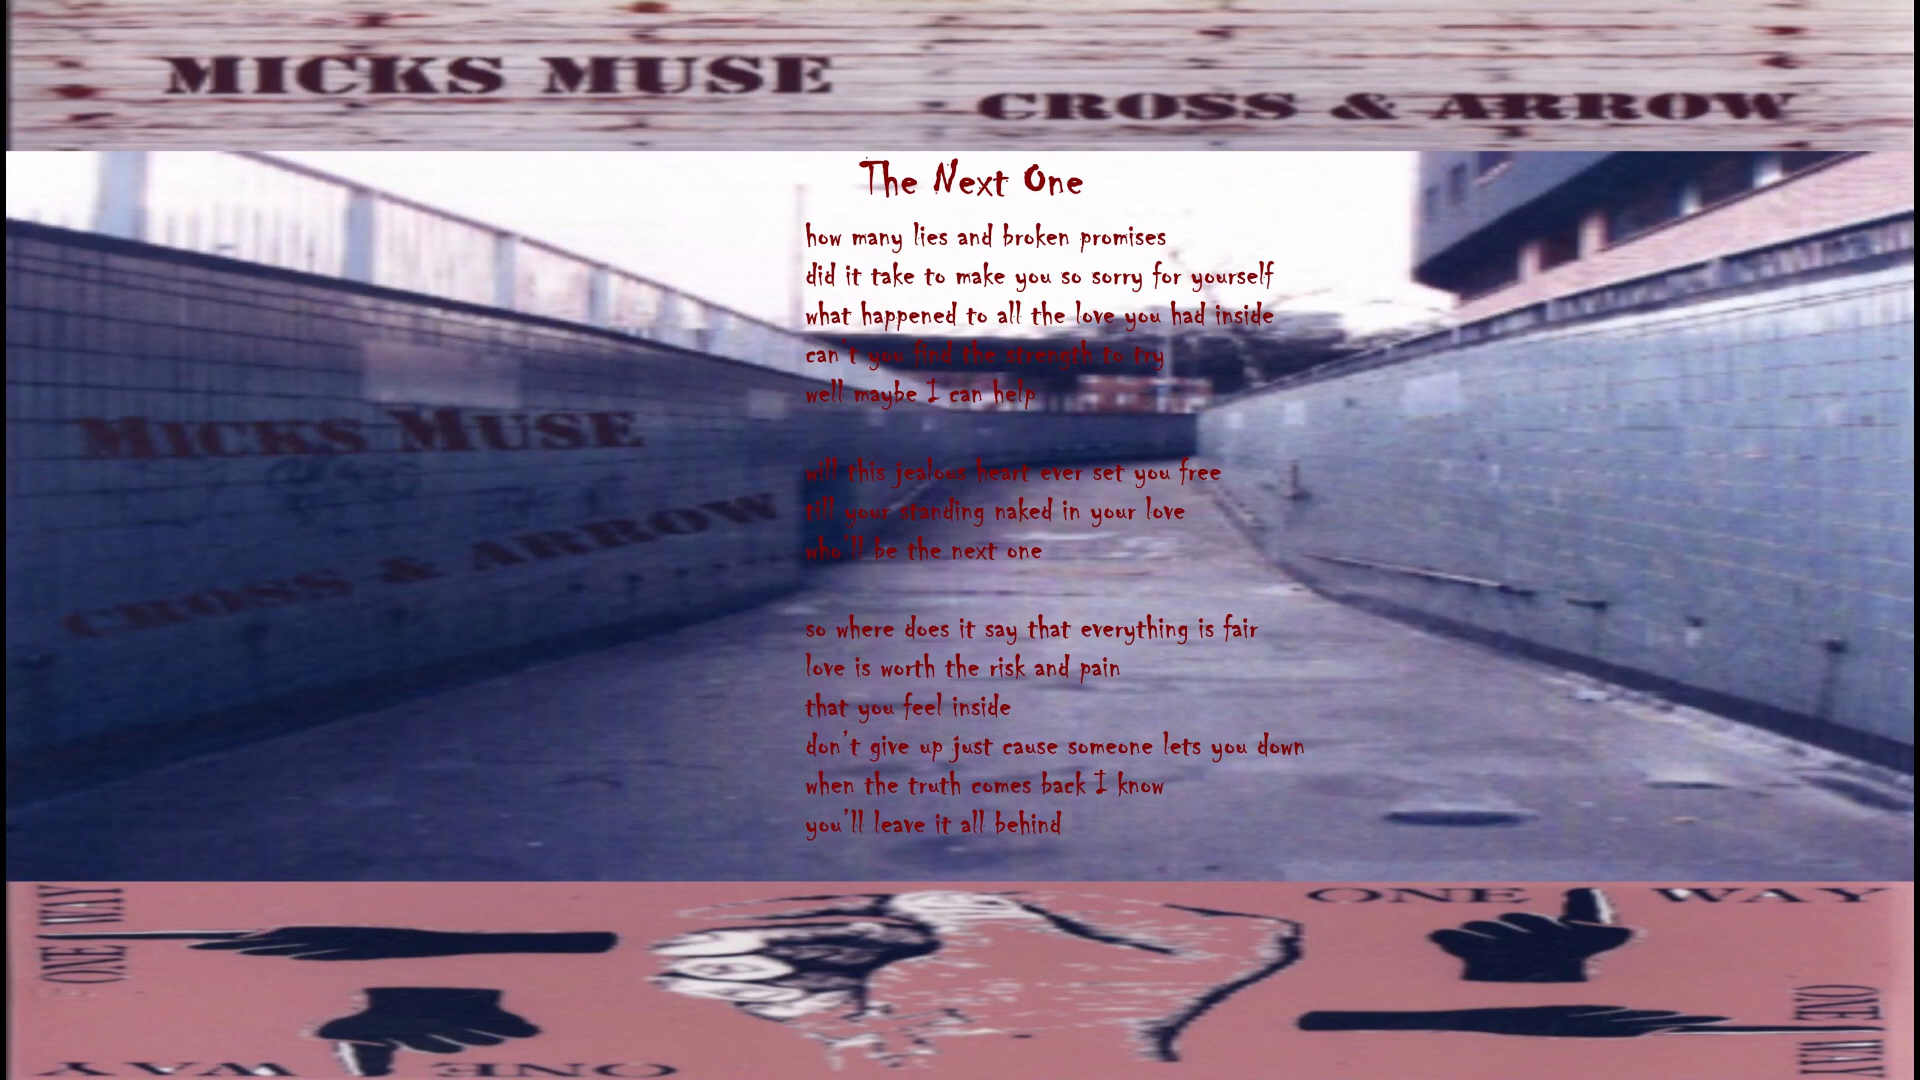 MICKS MUSE
CROSS & ARROW
The Next One
how many lies and broken promises
did it take to make you so sorry for yourself
what happened to all the love you had inside
can't you find the strength to try
well maybe I can help
will this jealous heart ever set you free
till your standing naked in your love
who'll be the next one
so where does it say that everything is fair
love is worth the risk and pain
that you feel inside
don't give up just cause someone lets you down
when the truth comes back I know
you'll leave it all behind
MICKS MUSE
CROSS & ARROW
ONE WAY
ONE WAY
ONE WAY
ONE WAY